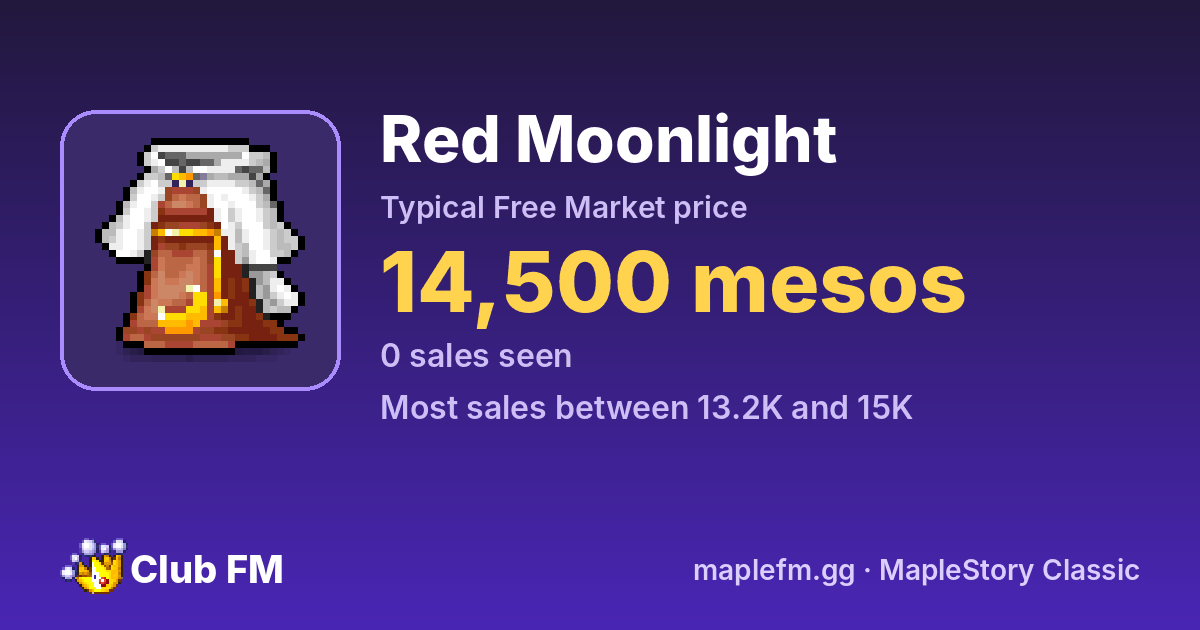 Red Moonlight
Typical Free Market price
14,500 mesos
0 sales seen
Most sales between 13.2K and 15K
Club FM
maplefm.gg · MapleStory Classic